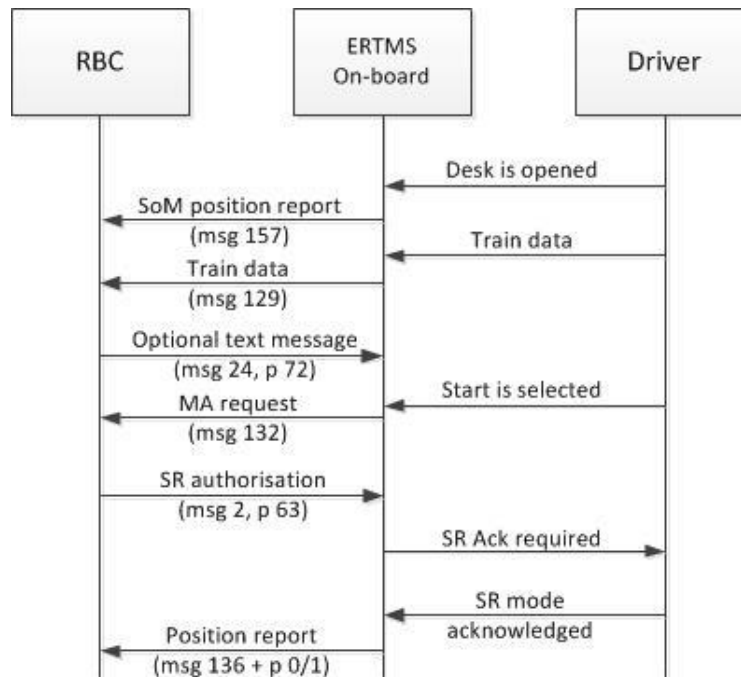 RBC
ERTMS
On-board
Driver
Desk is opened
SoM position report
(msg 157)
Train data
Train data
(msg 129)
Optional text message
(msg 24, p 72)
Start is selected
MA request
(msg 132)
SR authorisation
(msg 2, p 63)
SR Ack required
SR mode
acknowledged
Position report
(msg 136 + p 0/1)